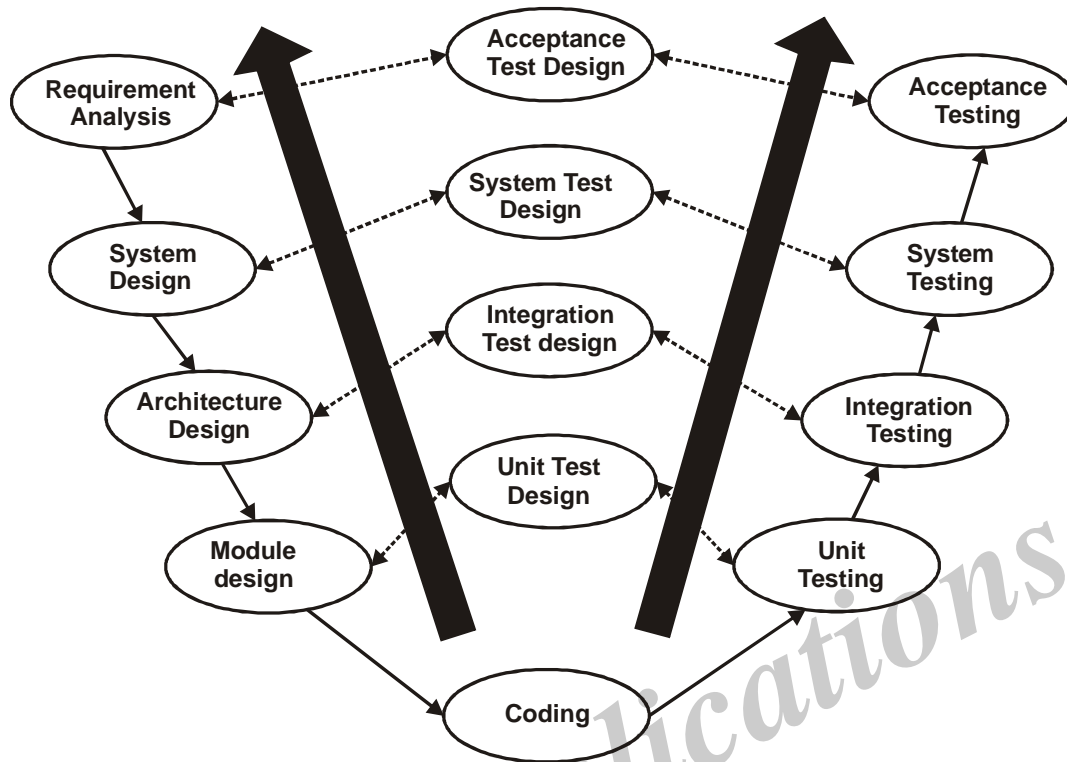 Acceptance
Test Design
Requirement
Analysis
Acceptance
Testing
System Test
Design
System
Design
System
Testing
Integration
Test design
Architecture
Design
Integration
Testing
Unit Test
Design
Module
design
Unit
Testing
Coding
lications